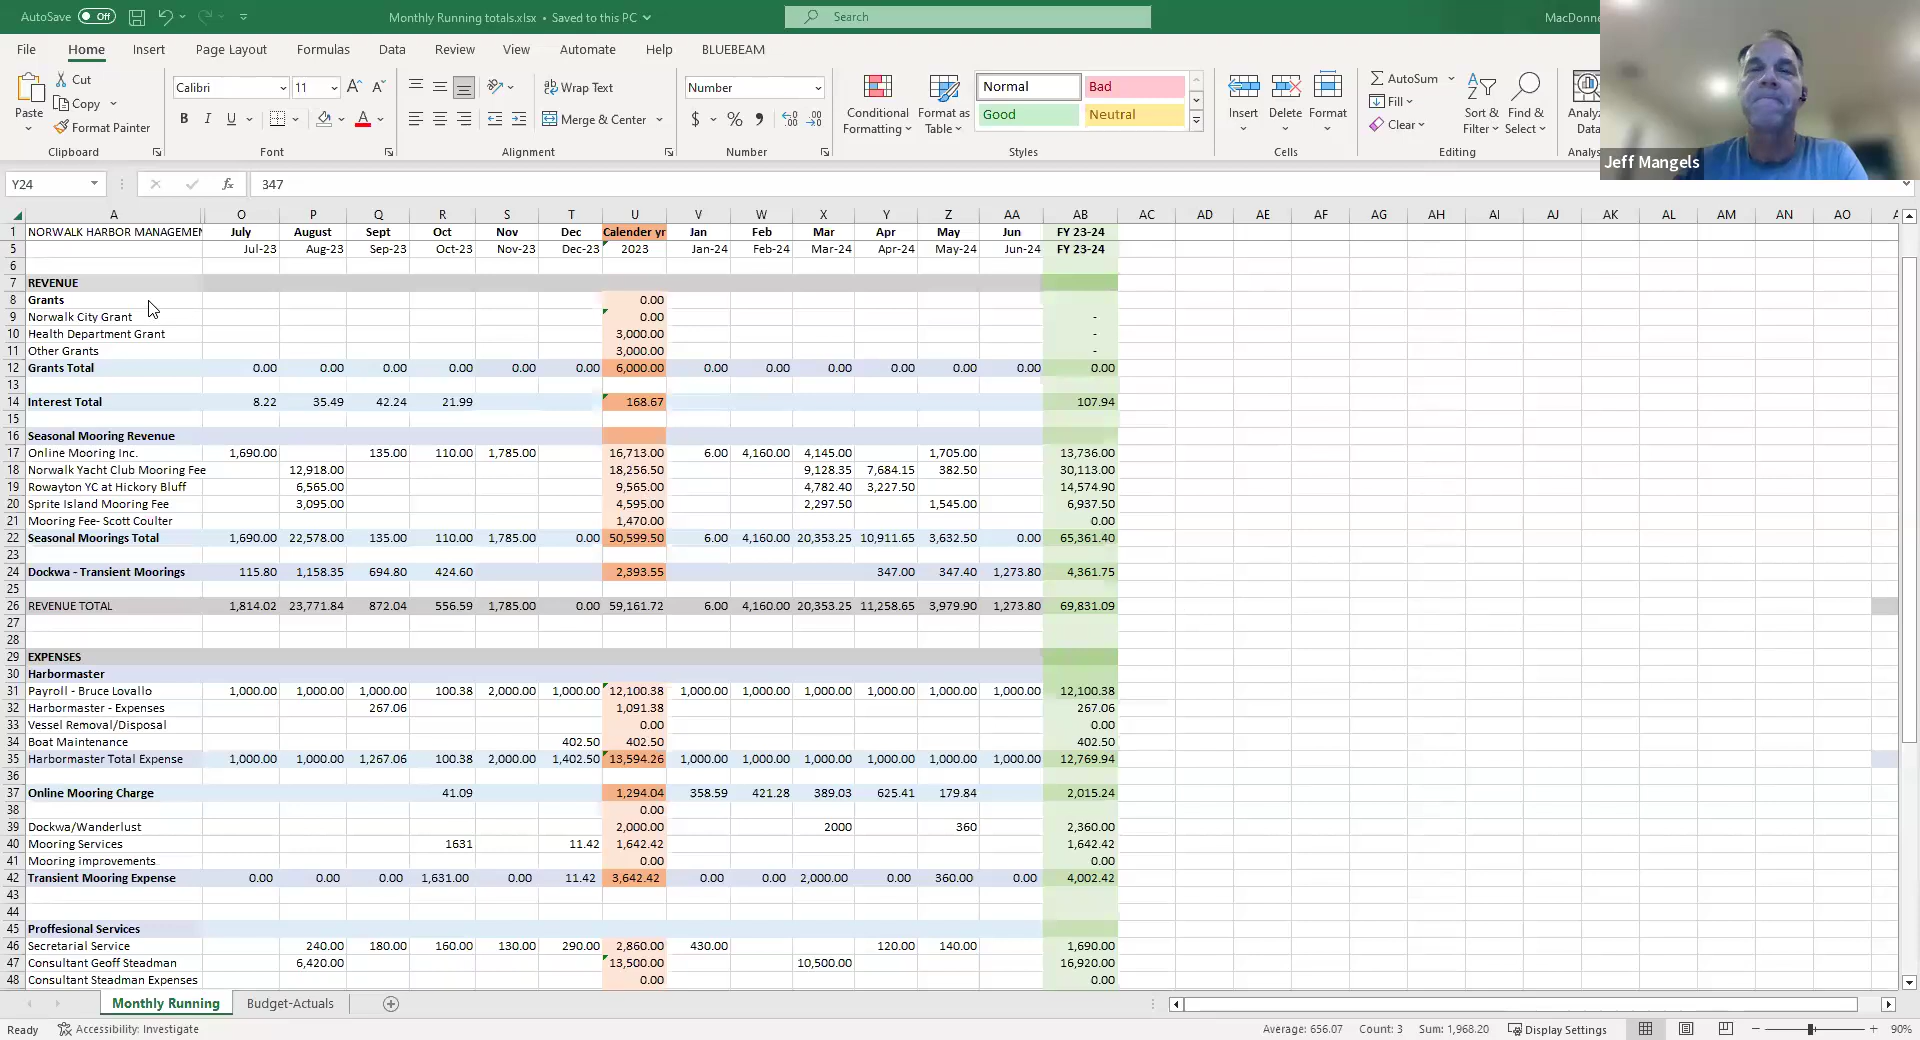 AutoSave Off Monthly Running totals.xlsx • Saved to this PC Search MacDonne
File Home Insert Page Layout Formulas Data Review View Automate Help BLUEBEAM
Paste Cut Copy Format Painter Clipboard
Calibri 11 B I U Font
Wrap Text Merge & Center Alignment
Number $ % Number
Conditional Formatting Format as Table Normal Bad Good Neutral Styles
Insert Delete Format Cells
AutoSum Fill Clear Sort & Filter Find & Select Editing
Analyz Data Analys
Jeff Mangels
Y24 fx 347
A O P Q R S T U V W X Y Z AA AB AC AD AE AF AG AH AI AJ AK AL AM AN AO
1 NORWALK HARBOR MANAGEMEN July August Sept Oct Nov Dec Calender yr Jan Feb Mar Apr May Jun FY 23-24
5 Jul-23 Aug-23 Sep-23 Oct-23 Nov-23 Dec-23 2023 Jan-24 Feb-24 Mar-24 Apr-24 May-24 Jun-24 FY 23-24
6
7 REVENUE
8 Grants 0.00
9 Norwalk City Grant 0.00 -
10 Health Department Grant 3,000.00 -
11 Other Grants 3,000.00 -
12 Grants Total 0.00 0.00 0.00 0.00 0.00 0.00 6,000.00 0.00 0.00 0.00 0.00 0.00 0.00 0.00
13
14 Interest Total 8.22 35.49 42.24 21.99 168.67 107.94
15
16 Seasonal Mooring Revenue
17 Online Mooring Inc. 1,690.00 135.00 110.00 1,785.00 16,713.00 6.00 4,160.00 4,145.00 1,705.00 13,736.00
18 Norwalk Yacht Club Mooring Fee 12,918.00 18,256.50 9,128.35 7,684.15 382.50 30,113.00
19 Rowayton YC at Hickory Bluff 6,565.00 9,565.00 4,782.40 3,227.50 14,574.90
20 Sprite Island Mooring Fee 3,095.00 4,595.00 2,297.50 1,545.00 6,937.50
21 Mooring Fee- Scott Coulter 1,470.00 0.00
22 Seasonal Moorings Total 1,690.00 22,578.00 135.00 110.00 1,785.00 0.00 50,599.50 6.00 4,160.00 20,353.25 10,911.65 3,632.50 0.00 65,361.40
23
24 Dockwa - Transient Moorings 115.80 1,158.35 694.80 424.60 2,393.55 347.00 347.40 1,273.80 4,361.75
25
26 REVENUE TOTAL 1,814.02 23,771.84 872.04 556.59 1,785.00 0.00 59,161.72 6.00 4,160.00 20,353.25 11,258.65 3,979.90 1,273.80 69,831.09
27
28
29 EXPENSES
30 Harbormaster
31 Payroll - Bruce Lovallo 1,000.00 1,000.00 1,000.00 100.38 2,000.00 1,000.00 12,100.38 1,000.00 1,000.00 1,000.00 1,000.00 1,000.00 1,000.00 12,100.38
32 Harbormaster - Expenses 267.06 1,091.38 267.06
33 Vessel Removal/Disposal 0.00 0.00
34 Boat Maintenance 402.50 402.50 402.50
35 Harbormaster Total Expense 1,000.00 1,000.00 1,267.06 100.38 2,000.00 1,402.50 13,594.26 1,000.00 1,000.00 1,000.00 1,000.00 1,000.00 1,000.00 12,769.94
36
37 Online Mooring Charge 41.09 1,294.04 358.59 421.28 389.03 625.41 179.84 2,015.24
38 0.00
39 Dockwa/Wanderlust 2,000.00 2000 360 2,360.00
40 Mooring Services 1631 11.42 1,642.42 1,642.42
41 Mooring improvements 0.00 0.00
42 Transient Mooring Expense 0.00 0.00 0.00 1,631.00 0.00 11.42 3,642.42 0.00 0.00 2,000.00 0.00 360.00 0.00 4,002.42
43
44
45 Proffesional Services
46 Secretarial Service 240.00 180.00 160.00 130.00 290.00 2,860.00 430.00 120.00 140.00 1,690.00
47 Consultant Geoff Steadman 6,420.00 13,500.00 10,500.00 16,920.00
48 Consultant Steadman Expenses 0.00 0.00
Monthly Running Budget-Actuals
Ready Accessibility: Investigate Average: 656.07 Count: 3 Sum: 1,968.20 Display Settings 90%